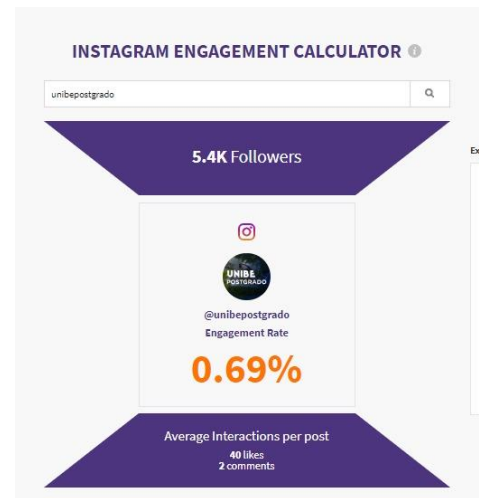 INSTAGRAM ENGAGEMENT CALCULATOR
unibepostgrado
5.4K Followers
Ex
UNIBE
POSTGRADO
@unibepostgrado
Engagement Rate
0.69%
Average Interactions per post
40 likes
2 comments